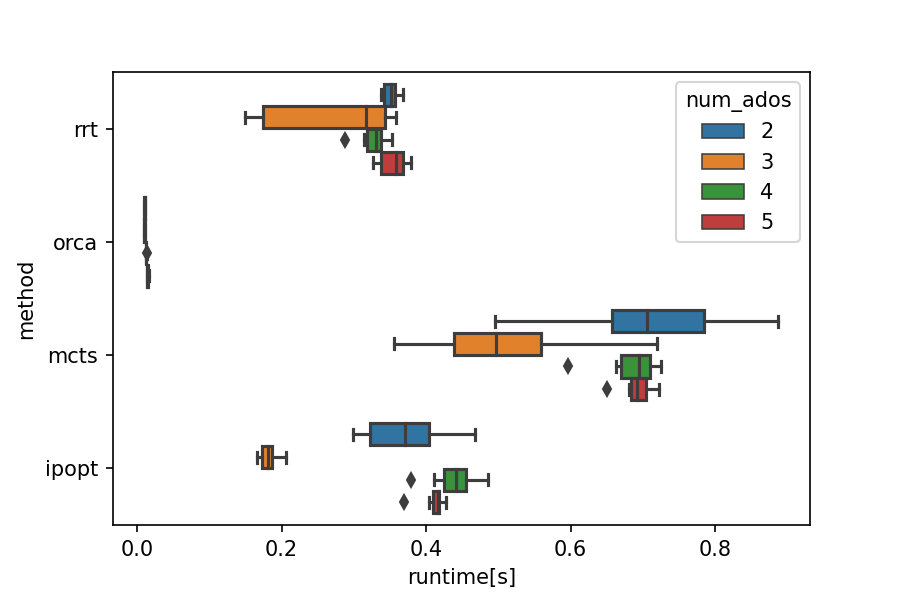 num_ados
2
3
4
5
method
rrt
orca
mcts
ipopt
0.0 0.2 0.4 0.6 0.8
runtime[s]